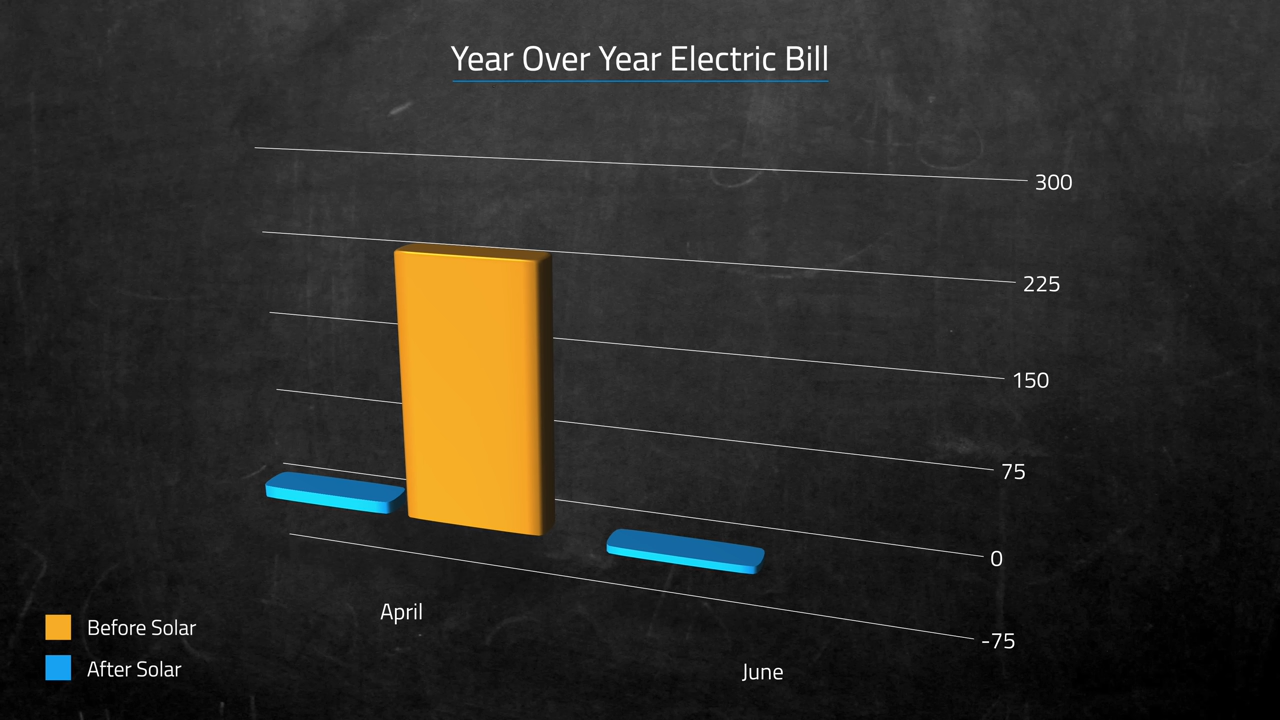 Year Over Year Electric Bill
300
225
150
75
0
-75
April
June
Before Solar
After Solar